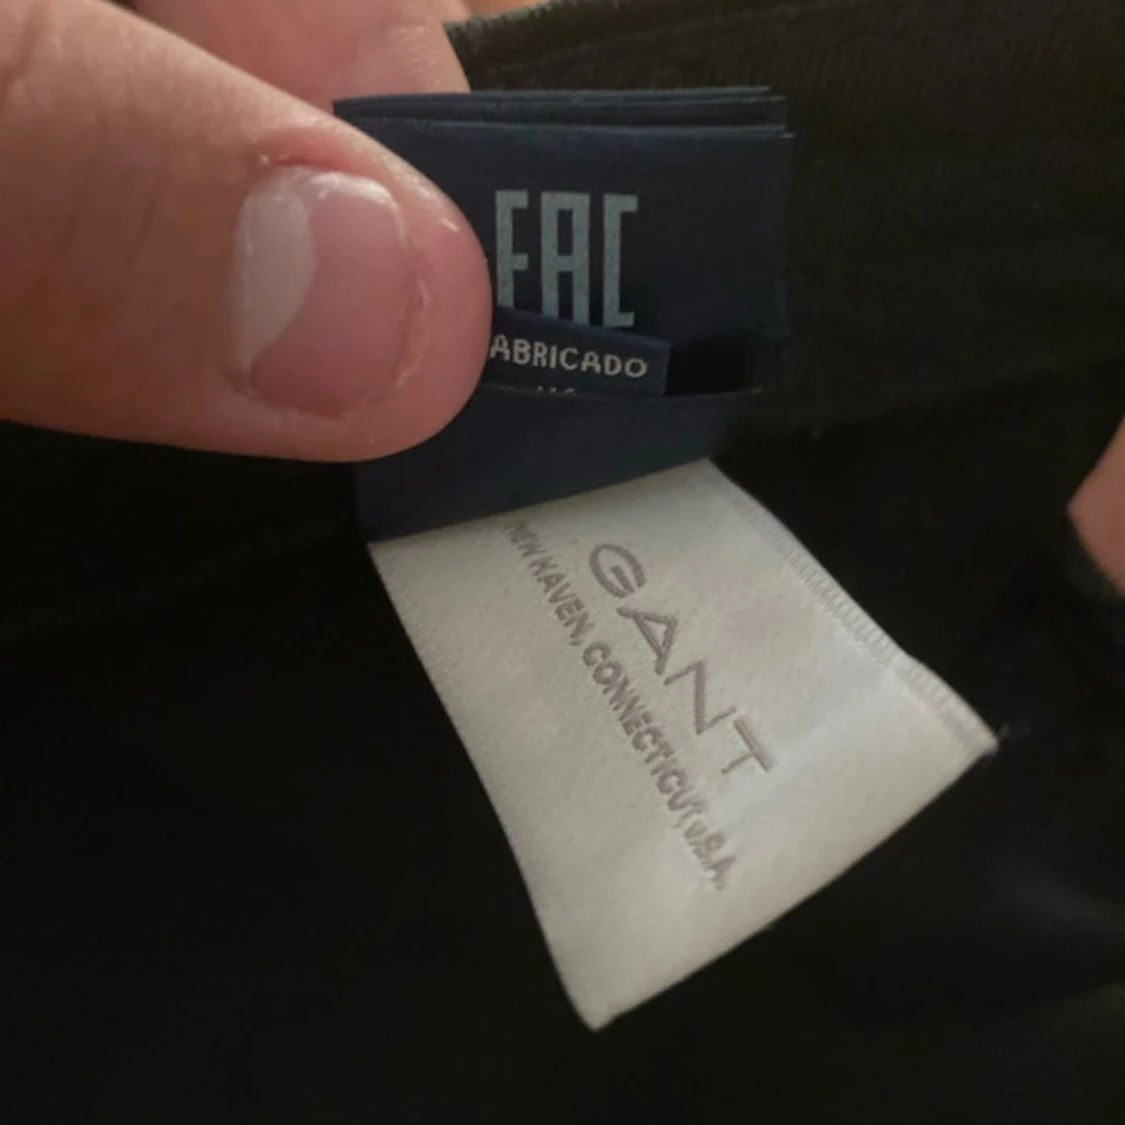 EAC
ABRICADO
GANT
NEW HAVEN, CONNECTICUT, U.S.A.